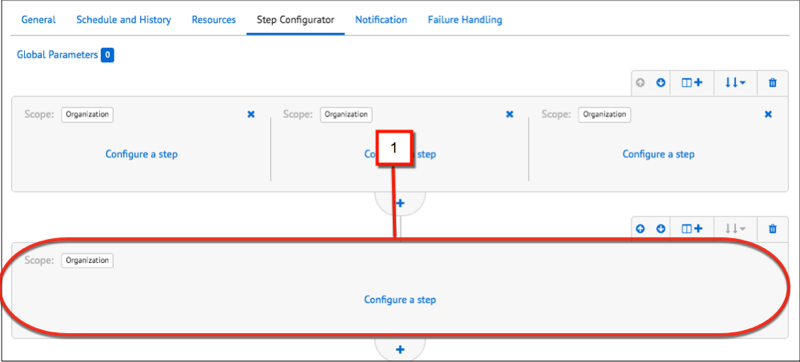 General Schedule and History Resources Step Configurator Notification Failure Handling
Global Parameters 0
Scope: Organization Scope: Organization Scope: Organization
Configure a step Co step Configure a step
1
Scope: Organization
Configure a step